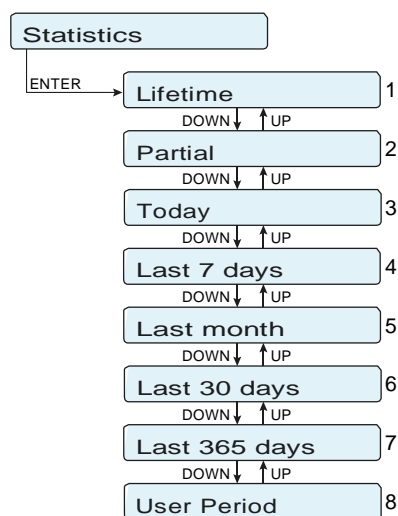 Statistics
ENTER
Lifetime 1
DOWN UP
Partial 2
DOWN UP
Today 3
DOWN UP
Last 7 days 4
DOWN UP
Last month 5
DOWN UP
Last 30 days 6
DOWN UP
Last 365 days 7
DOWN UP
User Period 8